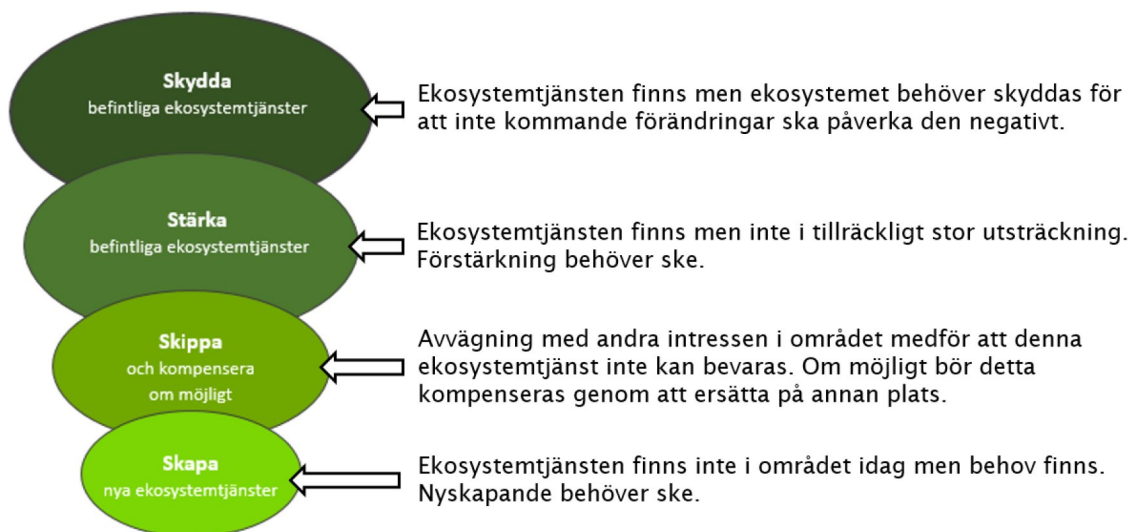 Skydda
befintliga ekosystemtjänster
Ekosystemtjänsten finns men ekosystemet behöver skyddas för
att inte kommande förändringar ska påverka den negativt.
Stärka
befintliga ekosystemtjänster
Ekosystemtjänsten finns men inte i tillräckligt stor utsträckning.
Förstärkning behöver ske.
Skippa
och kompensera
om möjligt
Avvägning med andra intressen i området medför att denna
ekosystemtjänst inte kan bevaras. Om möjligt bör detta
kompenseras genom att ersätta på annan plats.
Skapa
nya ekosystemtjänster
Ekosystemtjänsten finns inte i området idag men behov finns.
Nyskapande behöver ske.